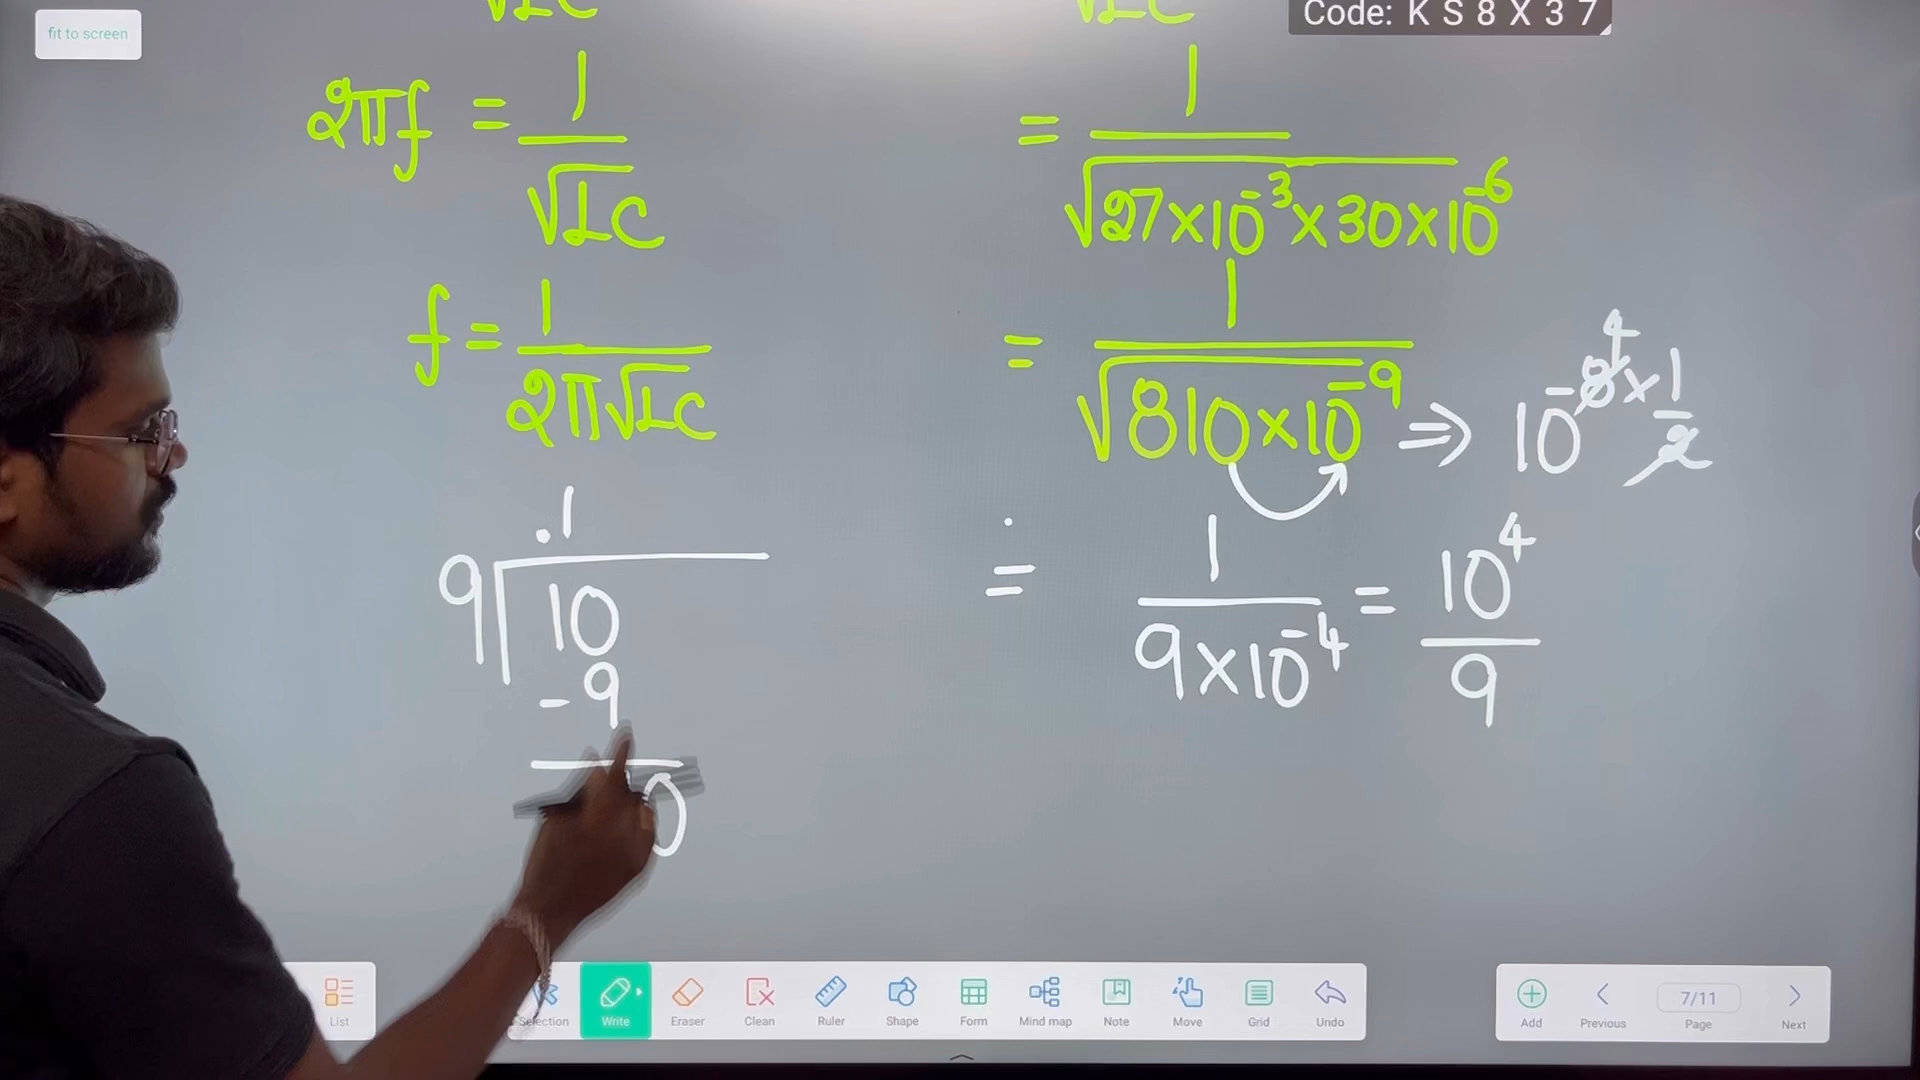 fit to screen
Code: K S 8 X 3 7
√LC
√LC
2πf = 1/√LC
= 1/√27×10⁻³×30×10⁻⁶
f = 1/2π√LC
= 1/√810×10⁻⁹ ⇒ 10⁻⁸ × 1/2
4
.1
9 10
-9
0
= 1/9×10⁻⁴ = 10⁴/9
List
Selection
Write
Eraser
Clean
Ruler
Shape
Form
Mind map
Note
Move
Grid
Undo
Add
Previous
7/11
Page
Next